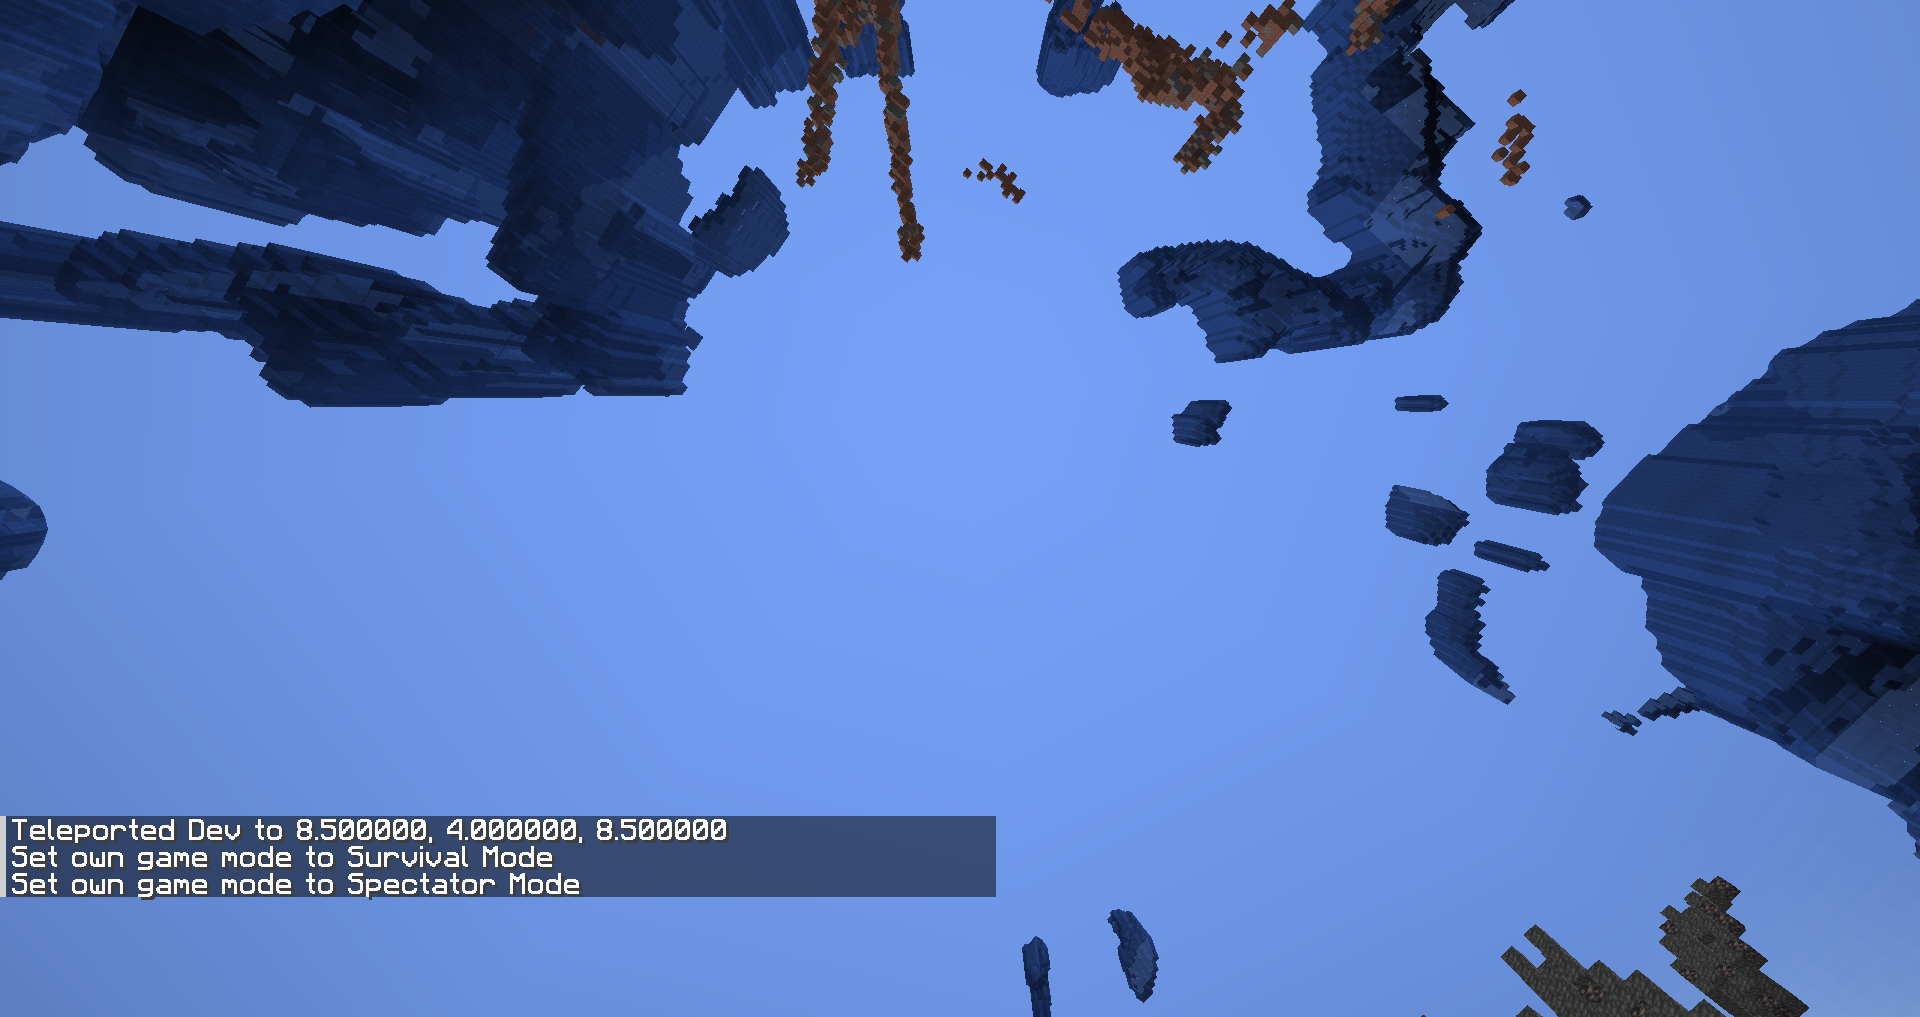 Teleported Dev to 8.500000, 4.000000, 8.500000
Set own game mode to Survival Mode
Set own game mode to Spectator Mode